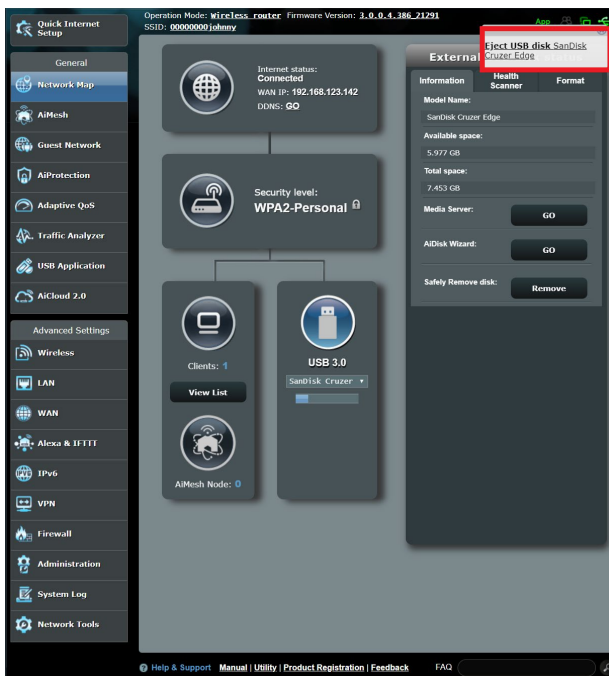 Quick Internet
Setup
Operation Mode: Wireless router Firmware Version: 3.0.0.4.386_21291
SSID: 00000000johnny
App
Eject USB disk SanDisk
Cruzer Edge
General
Network Map
AiMesh
Guest Network
AiProtection
Adaptive QoS
Traffic Analyzer
USB Application
AiCloud 2.0
Advanced Settings
Wireless
LAN
WAN
Alexa & IFTTT
IPv6
VPN
Firewall
Administration
System Log
Network Tools
Internet status:
Connected
WAN IP: 192.168.123.142
DDNS: GO
Security level:
WPA2-Personal
Clients: 1
View List
AiMesh Node: 0
USB 3.0
SanDisk Cruzer
Externa
Information
Health
Scanner
Format
Model Name:
SanDisk Cruzer Edge
Available space:
5.977 GB
Total space:
7.453 GB
Media Server:
GO
AiDisk Wizard:
GO
Safely Remove disk:
Remove
Help & Support Manual | Utility | Product Registration | Feedback FAQ